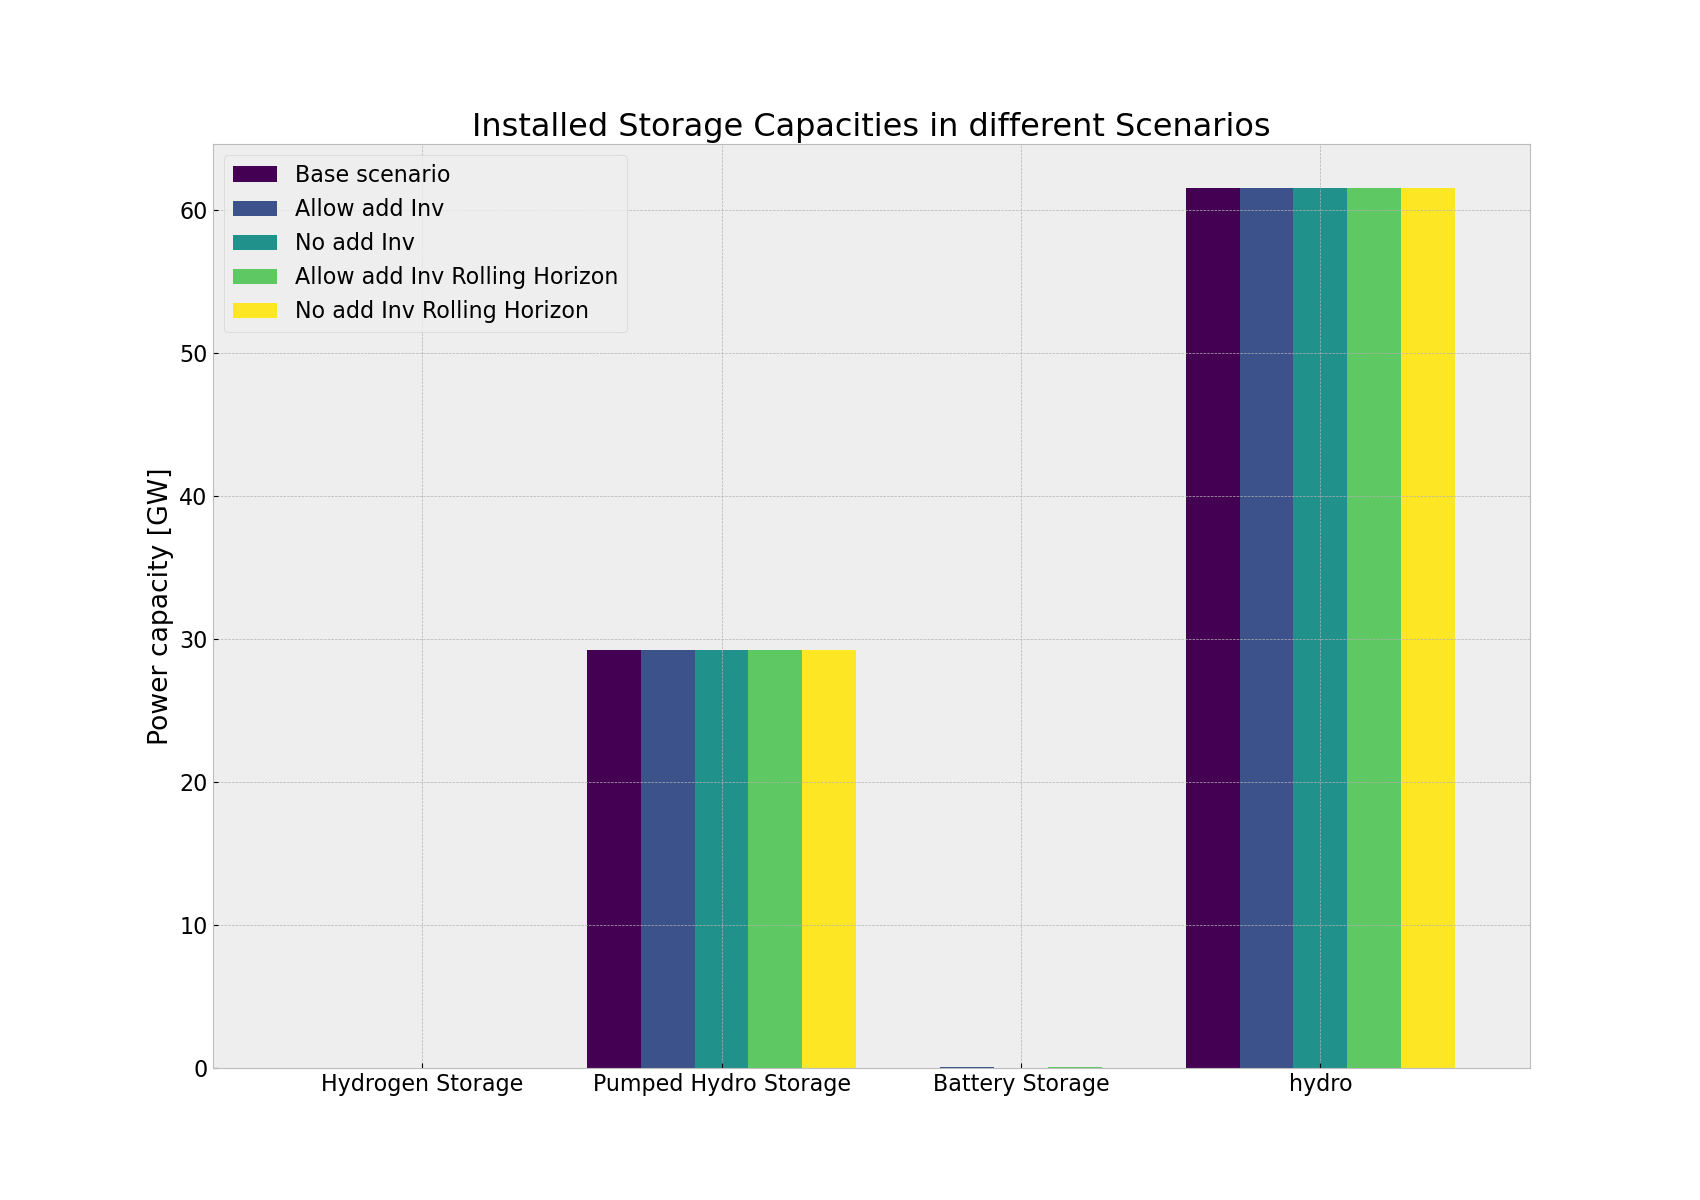 Installed Storage Capacities in different Scenarios
Base scenario
Allow add Inv
No add Inv
Allow add Inv Rolling Horizon
No add Inv Rolling Horizon
Power capacity [GW]
60
50
40
30
20
10
0
Hydrogen Storage
Pumped Hydro Storage
Battery Storage
hydro